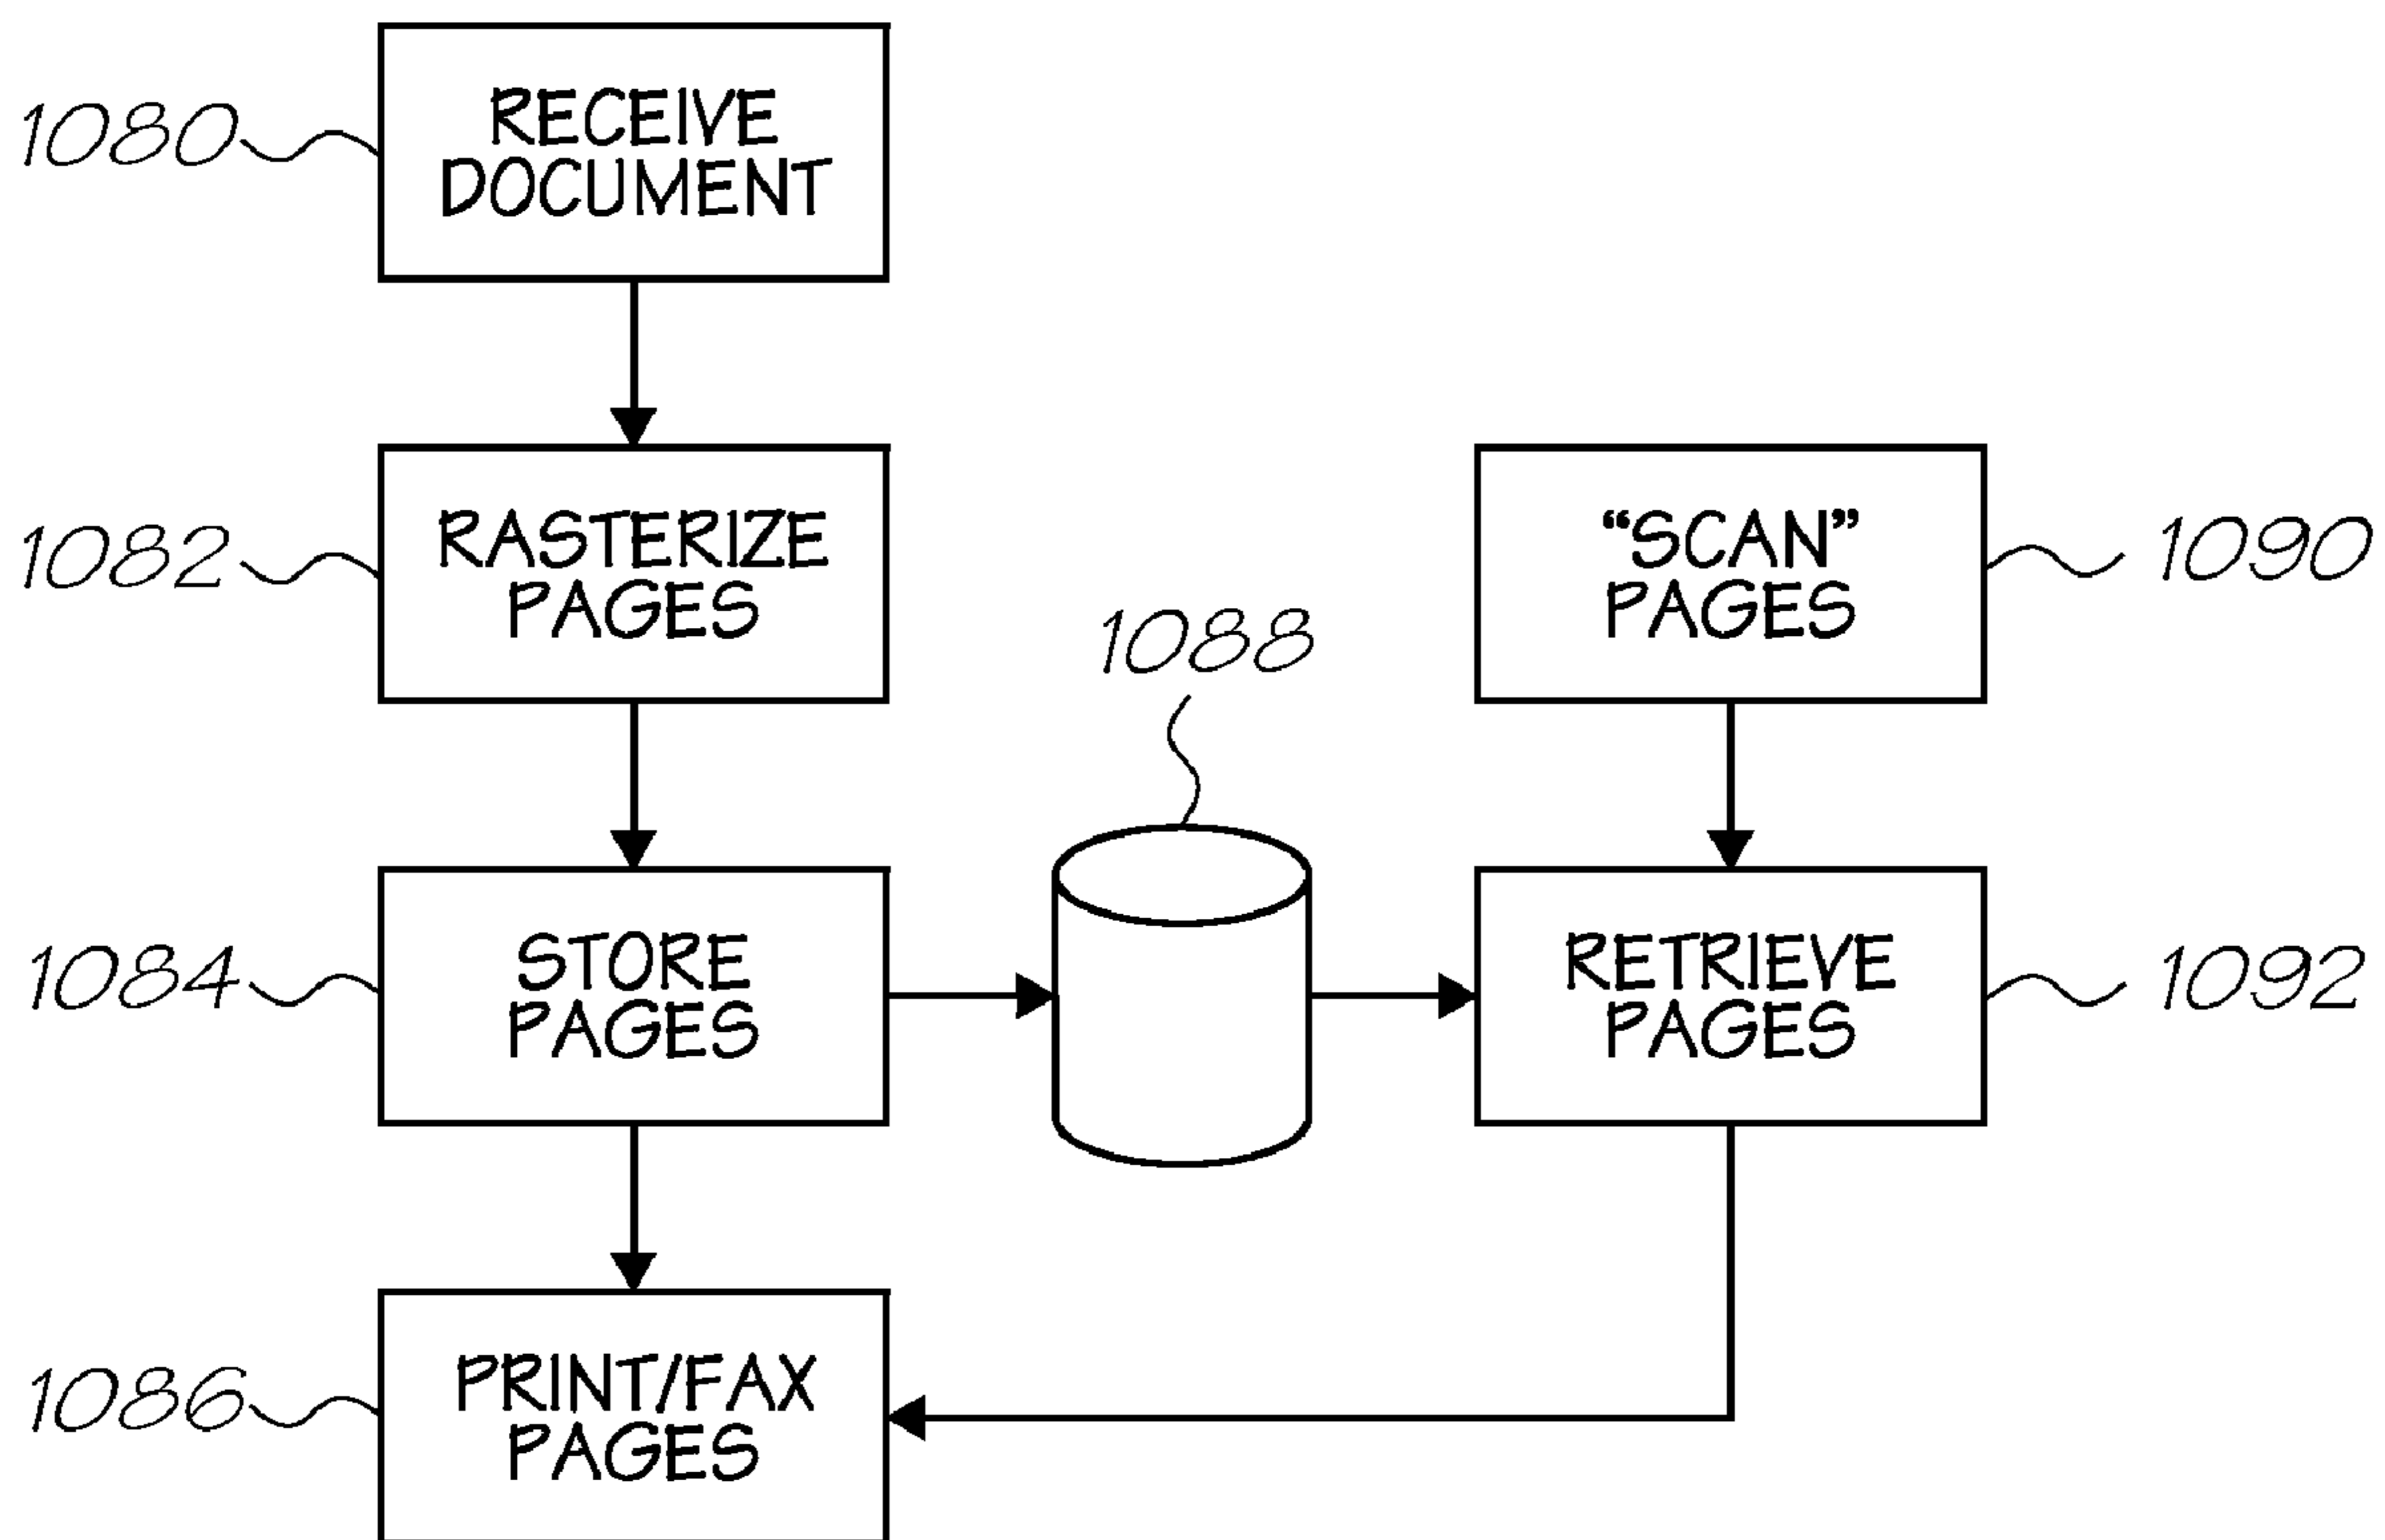 1080
RECEIVE
DOCUMENT
1082
RASTERIZE
PAGES
“SCAN”
PAGES
1090
1088
1084
STORE
PAGES
RETRIEVE
PAGES
1092
1086
PRINT/FAX
PAGES